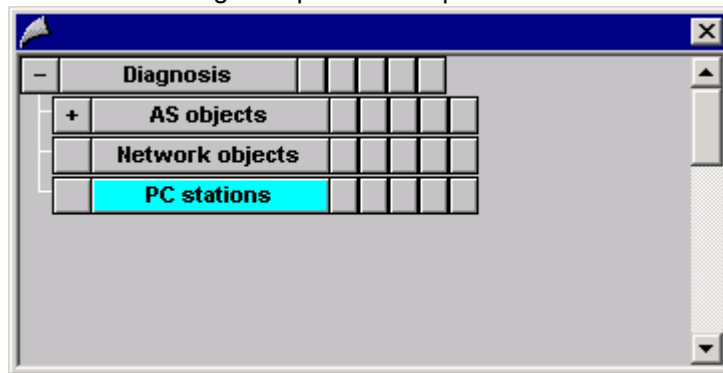 - Diagnosis
+ AS objects
Network objects
PC stations